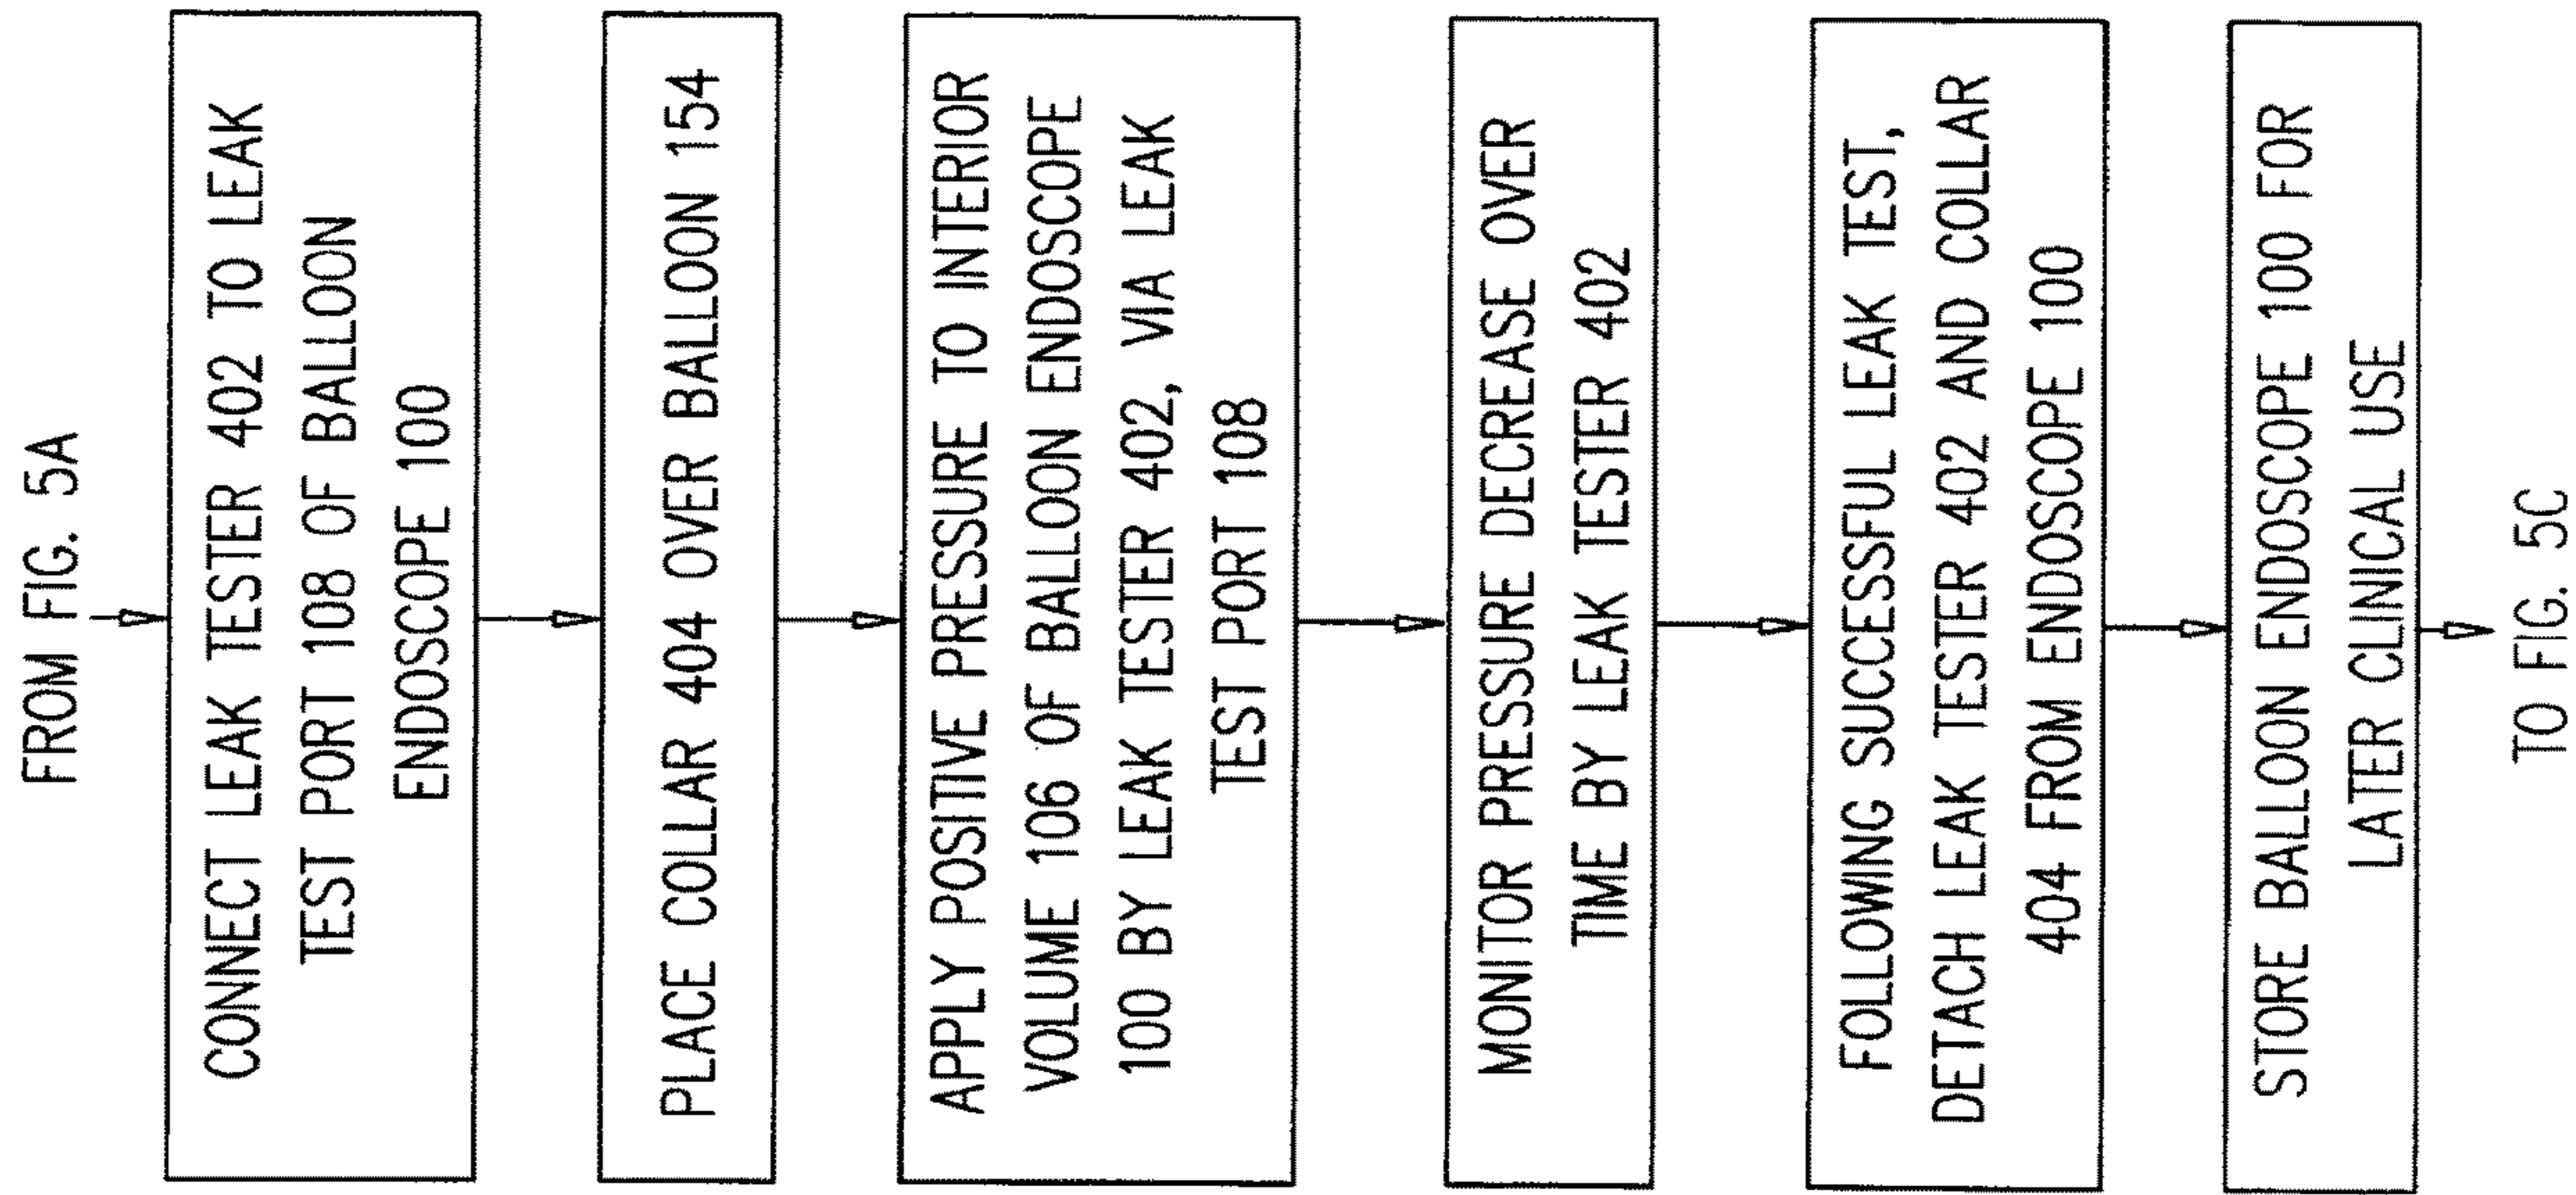 FROM FIG. 5A
CONNECT LEAK TESTER 402 TO LEAK
TEST PORT 108 OF BALLOON
ENDOSCOPE 100
PLACE COLLAR 404 OVER BALLOON 154
APPLY POSITIVE PRESSURE TO INTERIOR
VOLUME 106 OF BALLOON ENDOSCOPE
100 BY LEAK TESTER 402, VIA LEAK
TEST PORT 108
MONITOR PRESSURE DECREASE OVER
TIME BY LEAK TESTER 402
FOLLOWING SUCCESSFUL LEAK TEST,
DETACH LEAK TESTER 402 AND COLLAR
404 FROM ENDOSCOPE 100
STORE BALLOON ENDOSCOPE 100 FOR
LATER CLINICAL USE
TO FIG. 5C